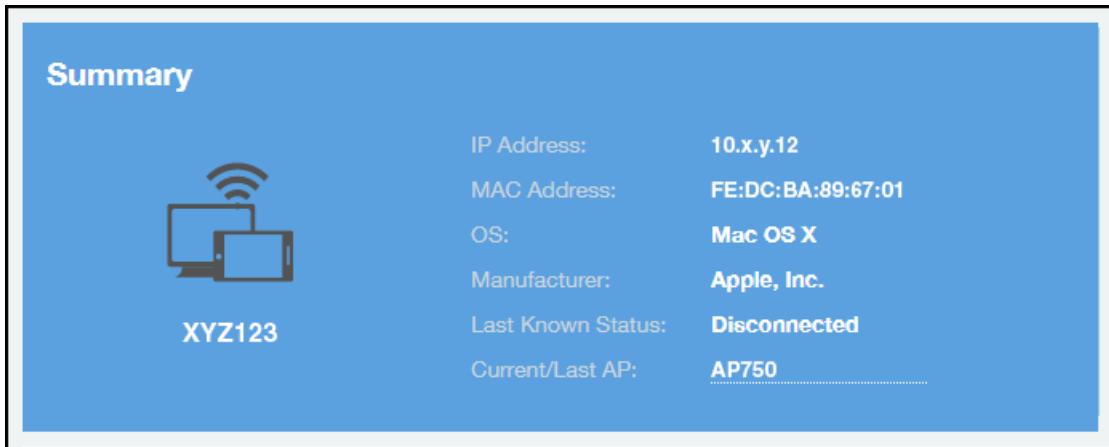 Summary
XYZ123
IP Address: 10.x.y.12
MAC Address: FE:DC:BA:89:67:01
OS: Mac OS X
Manufacturer: Apple, Inc.
Last Known Status: Disconnected
Current/Last AP: AP750